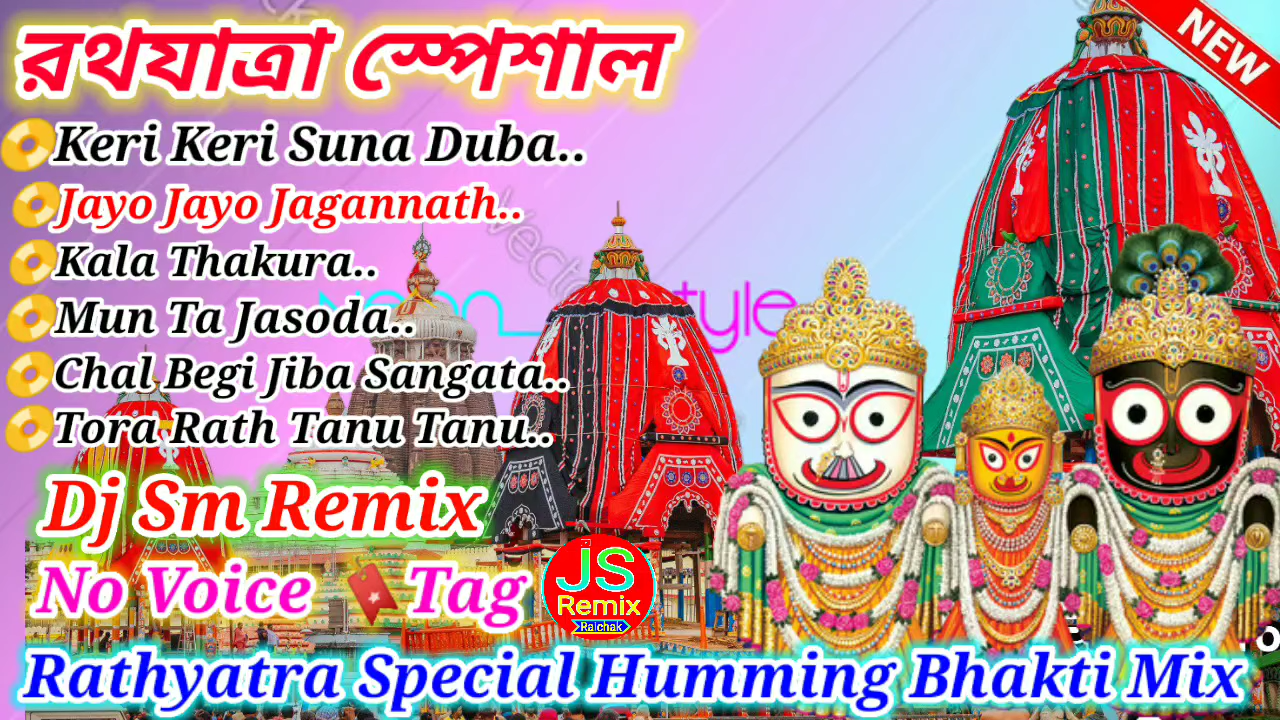 রথযাত্রা স্পেশাল
NEW
Keri Keri Suna Duba..
Jayo Jayo Jagannath..
Kala Thakura..
Mun Ta Jasoda..
Chal Begi Jiba Sangata..
Tora Rath Tanu Tanu..
Dj Sm Remix
No Voice Tag
JS
Remix
Raichak
Rathyatra Special Humming Bhakti Mix